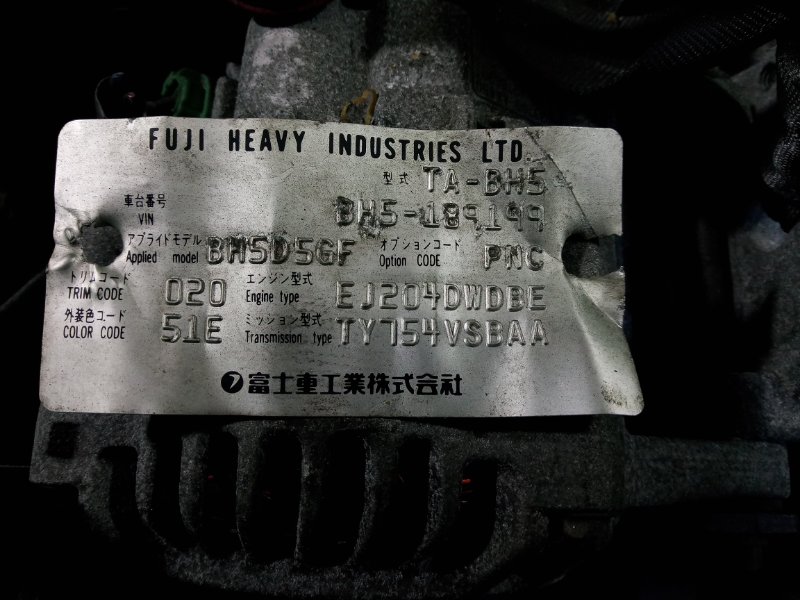 FUJI HEAVY INDUSTRIES LTD.
型式 TA-BH5
車台番号 VIN BH5-189199
アプライドモデル Applied model BH5D5GF オプションコード Option CODE PNC
トリムコード TRIM CODE 020 エンジン型式 Engine type EJ204DWDBE
外装色コード COLOR CODE 51E ミッション型式 Transmission type TY754VSBAA
富士重工業株式会社